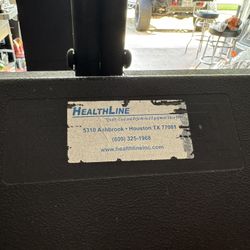 HEALTHLINE
5310 Ashbrook • Houston TX 77081
(800) 325-1968
www.healthlineinc.com